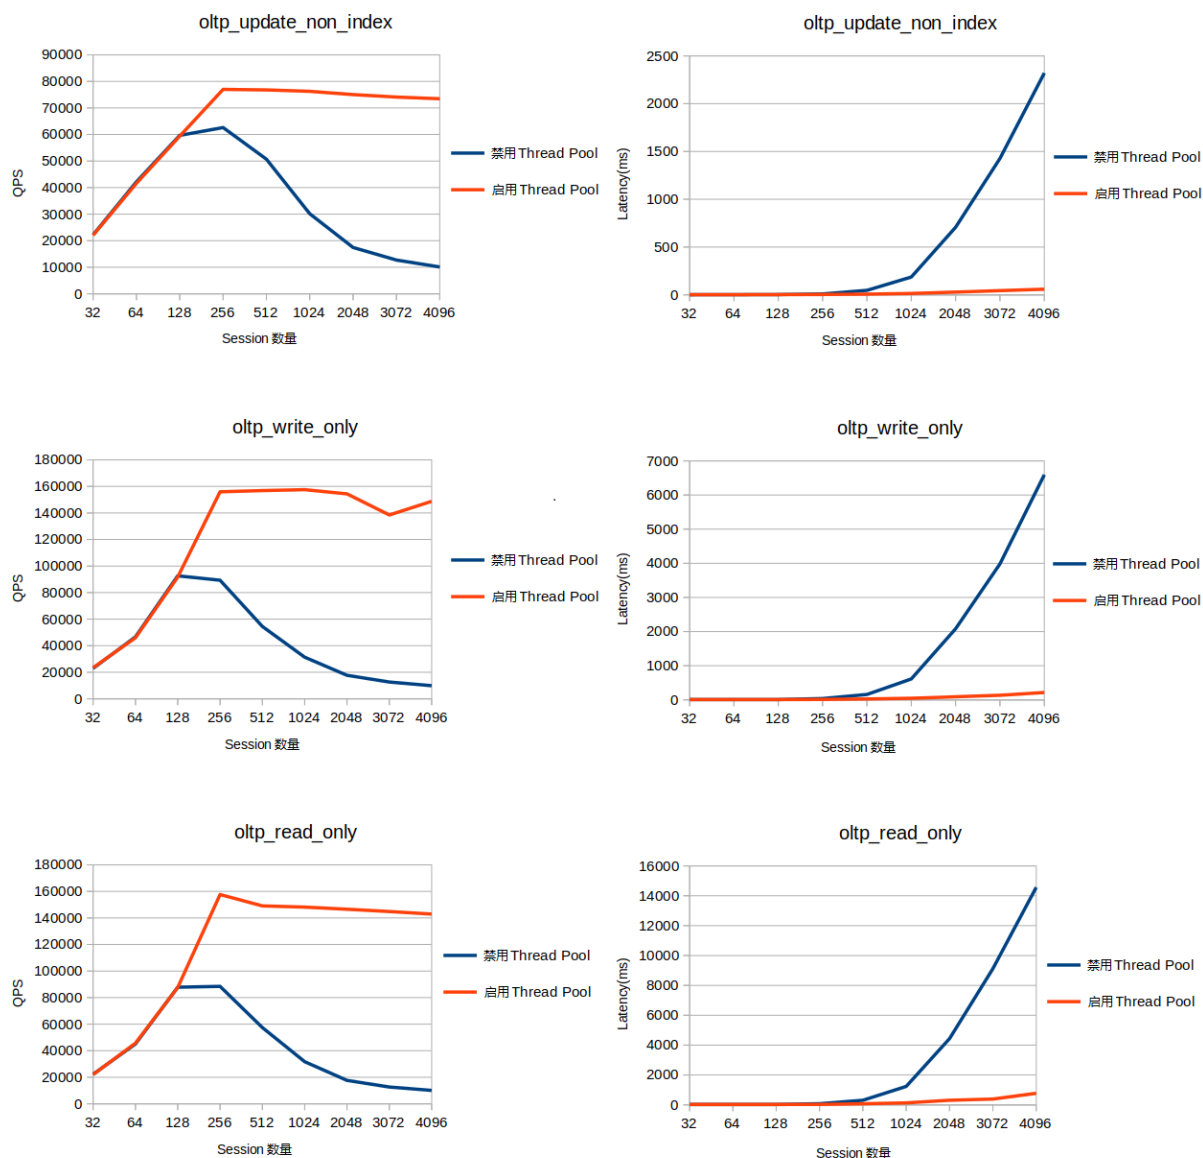 oltp_update_non_index
90000
80000
70000
60000
50000
40000
30000
20000
10000
0
QPS
32 64 128 256 512 1024 2048 3072 4096
Session 数量
禁用Thread Pool
启用Thread Pool
oltp_update_non_index
2500
2000
1500
1000
500
0
Latency(ms)
32 64 128 256 512 1024 2048 3072 4096
Session 数量
禁用Thread Pool
启用Thread Pool
oltp_write_only
180000
160000
140000
120000
100000
80000
60000
40000
20000
0
QPS
32 64 128 256 512 1024 2048 3072 4096
Session 数量
禁用Thread Pool
启用Thread Pool
oltp_write_only
7000
6000
5000
4000
3000
2000
1000
0
Latency(ms)
32 64 128 256 512 1024 2048 3072 4096
Session 数量
禁用Thread Pool
启用Thread Pool
oltp_read_only
180000
160000
140000
120000
100000
80000
60000
40000
20000
0
QPS
32 64 128 256 512 1024 2048 3072 4096
Session 数量
禁用Thread Pool
启用Thread Pool
oltp_read_only
16000
14000
12000
10000
8000
6000
4000
2000
0
Latency(ms)
32 64 128 256 512 1024 2048 3072 4096
Session 数量
禁用Thread Pool
启用Thread Pool